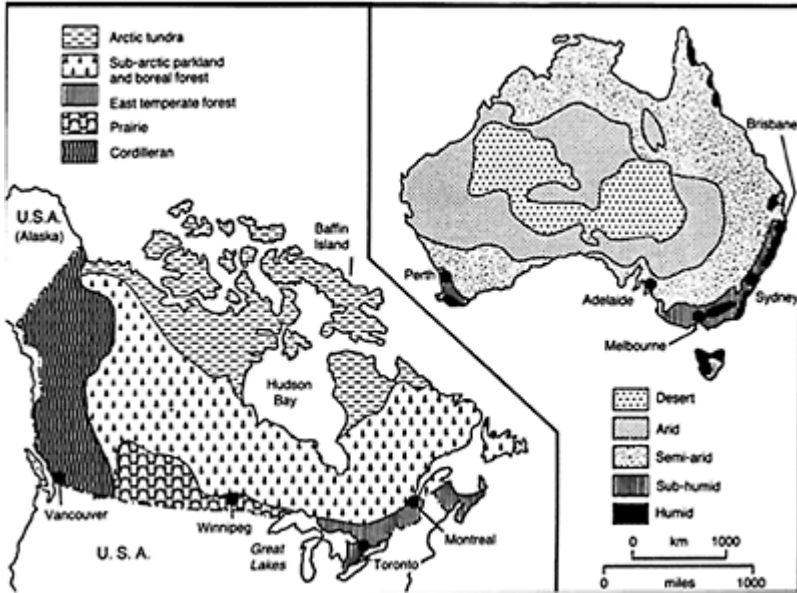 Arctic tundra
Sub-arctic parkland
and boreal forest
East temperate forest
Prairie
Cordilleran
U.S.A.
(Alaska)
Baffin
Island
Hudson
Bay
Vancouver
Winnipeg
Great
Lakes
Toronto
Montreal
U. S. A.
Brisbane
Perth
Adelaide
Sydney
Melbourne
Desert
Arid
Semi-arid
Sub-humid
Humid
0 km 1000
0 miles 1000